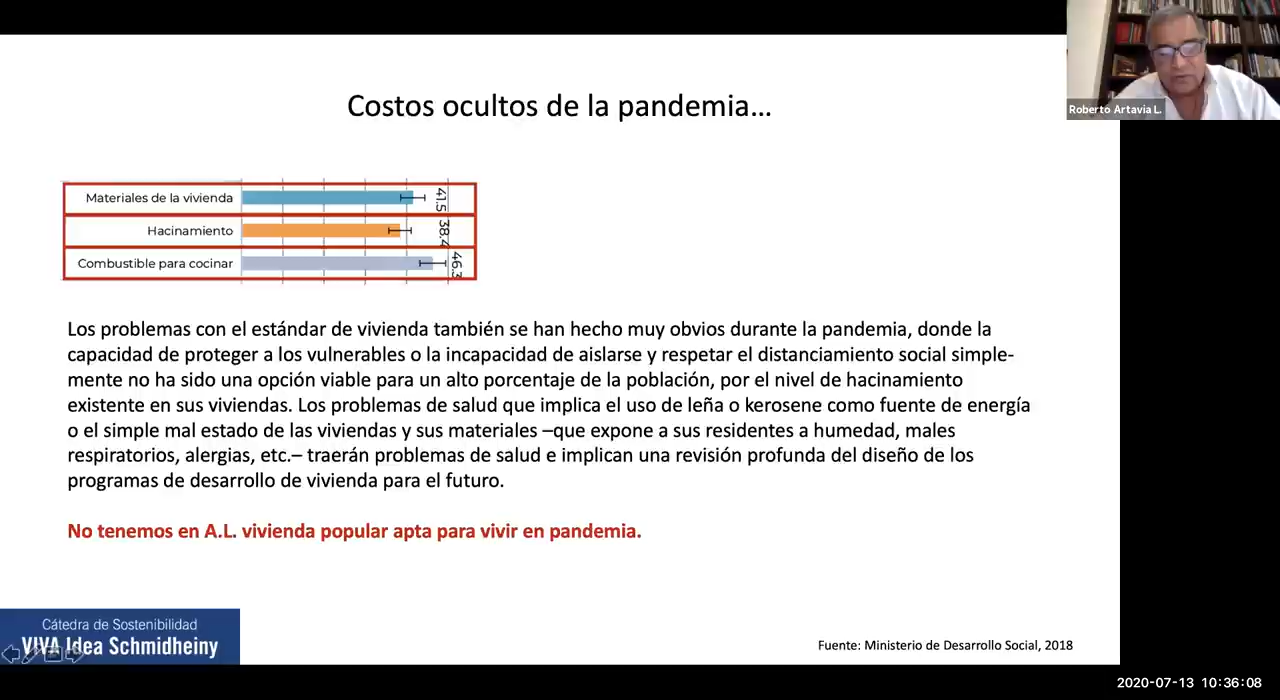 Costos ocultos de la pandemia...
Roberto Artavia L.
Materiales de la vivienda 41.5
Hacinamiento 38.4
Combustible para cocinar 46.3
Los problemas con el estándar de vivienda también se han hecho muy obvios durante la pandemia, donde la
capacidad de proteger a los vulnerables o la incapacidad de aislarse y respetar el distanciamiento social simple-
mente no ha sido una opción viable para un alto porcentaje de la población, por el nivel de hacinamiento
existente en sus viviendas. Los problemas de salud que implica el uso de leña o kerosene como fuente de energía
o el simple mal estado de las viviendas y sus materiales –que expone a sus residentes a humedad, males
respiratorios, alergias, etc.– traerán problemas de salud e implican una revisión profunda del diseño de los
programas de desarrollo de vivienda para el futuro.
No tenemos en A.L. vivienda popular apta para vivir en pandemia.
Cátedra de Sostenibilidad
VIVA Idea Schmidheiny
Fuente: Ministerio de Desarrollo Social, 2018
2020-07-13 10:36:08